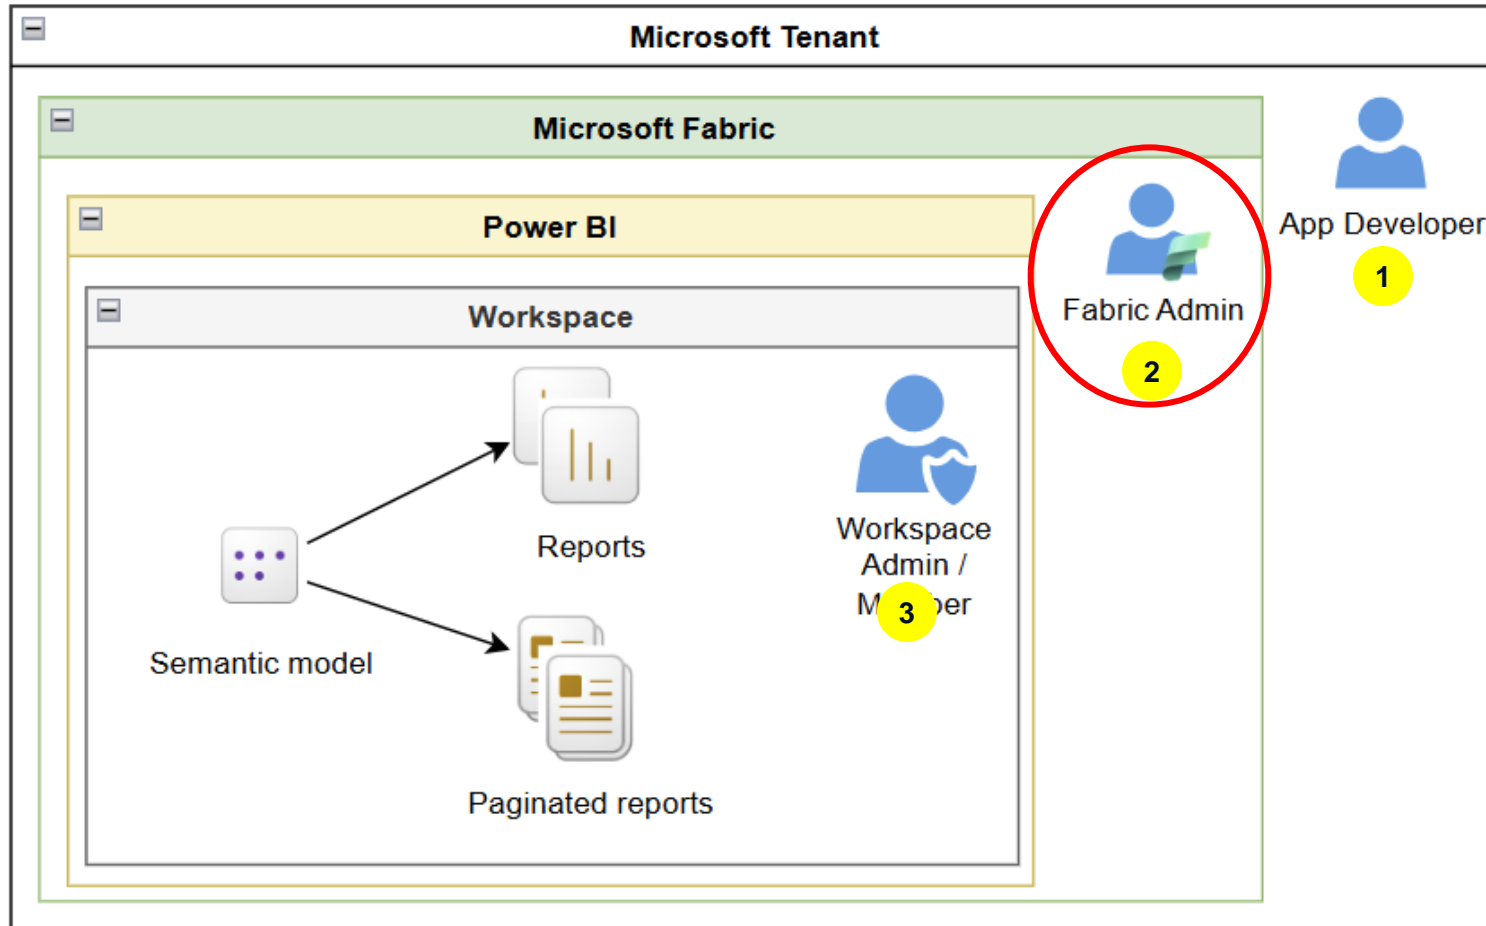 Microsoft Tenant
Microsoft Fabric
App Developer
1
Power BI
Fabric Admin
2
Workspace
Reports
Workspace
Admin /
3
Semantic model
Paginated reports